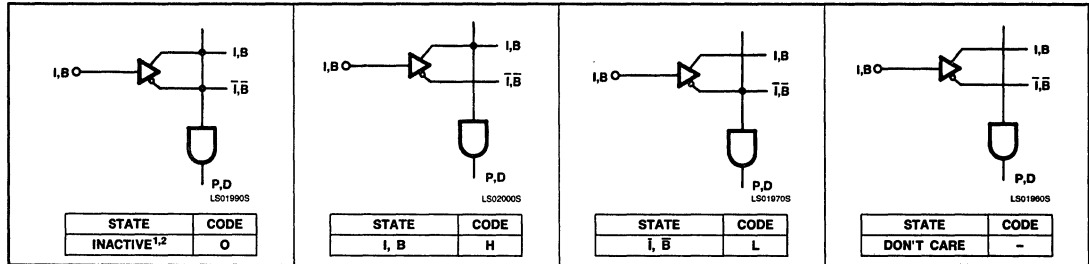 I,B
I,B
I̅,B̅
P,D
LS01990S
STATE CODE
INACTIVE1,2 O
I,B
I,B
I̅,B̅
P,D
LS02000S
STATE CODE
I, B H
I,B
I,B
I̅,B̅
P,D
LS01970S
STATE CODE
I̅, B̅ L
I,B
I,B
I̅,B̅
P,D
LS01960S
STATE CODE
DON'T CARE –